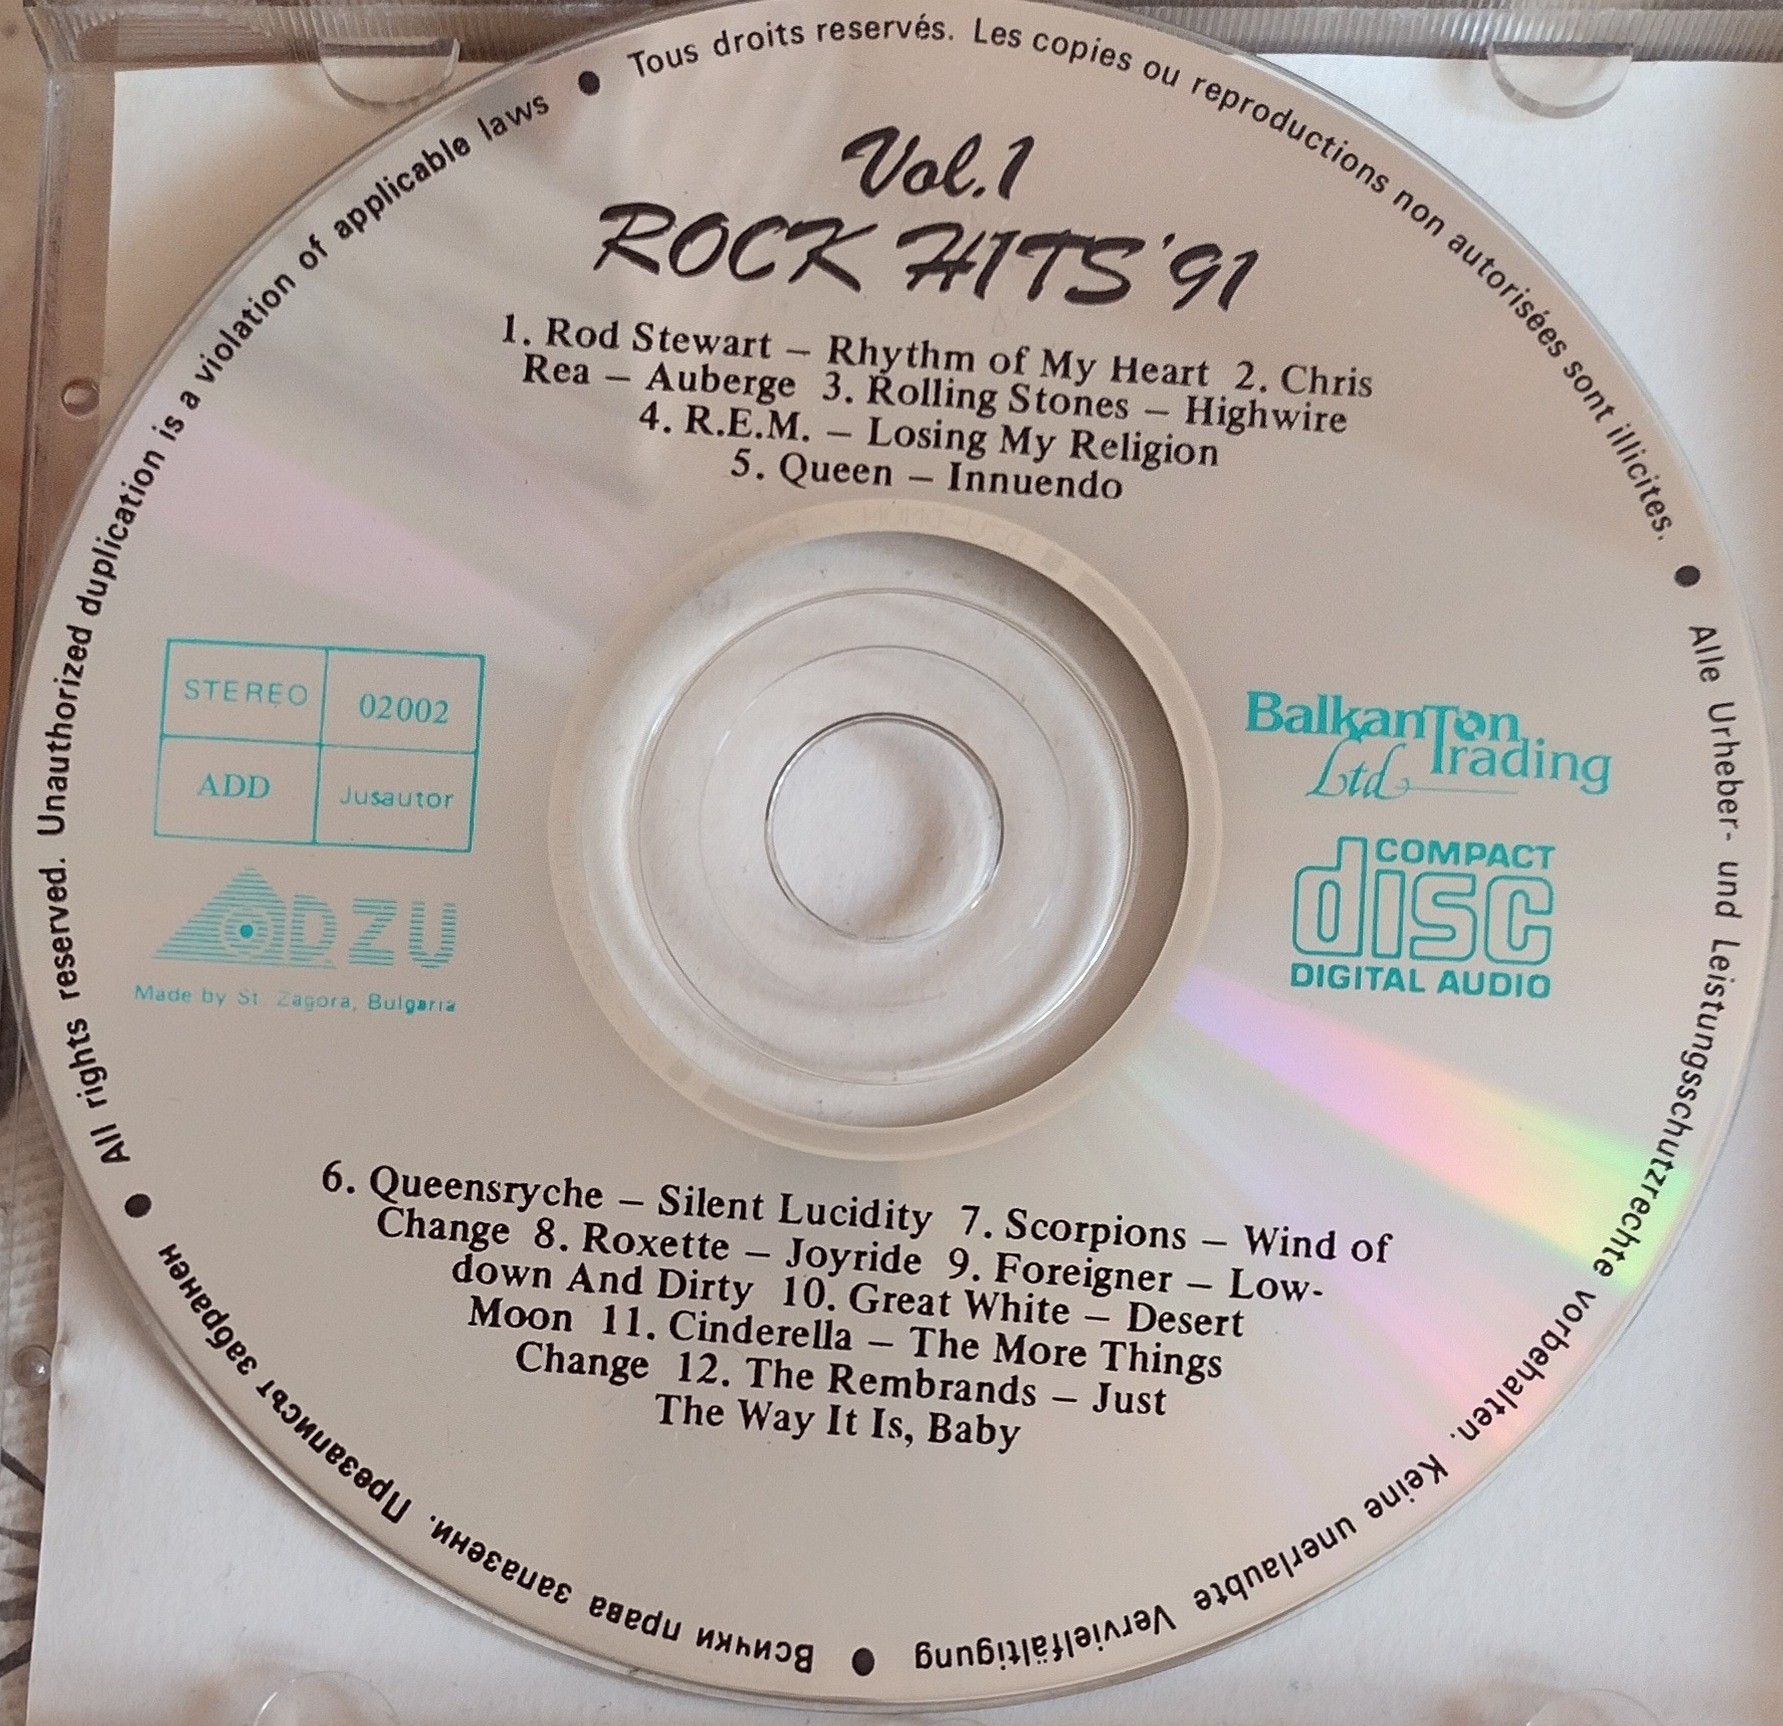 Vol.1
ROCK HITS '91
1. Rod Stewart – Rhythm of My Heart 2. Chris
Rea – Auberge 3. Rolling Stones – Highwire
4. R.E.M. – Losing My Religion
5. Queen – Innuendo
STEREO 02002
ADD Jusautor
DZU
Made by St. Zagora, Bulgaria
BalkanTon
Trading
Ltd
COMPACT
disc
DIGITAL AUDIO
6. Queensryche – Silent Lucidity 7. Scorpions – Wind of
Change 8. Roxette – Joyride 9. Foreigner – Low-
down And Dirty 10. Great White – Desert
Moon 11. Cinderella – The More Things
Change 12. The Rembrands – Just
The Way It Is, Baby
All rights reserved. Unauthorized duplication is a violation of applicable laws ●
Tous droits reservés. Les copies ou reproductions non autorisées sont illicites. ●
Alle Urheber- und Leistungsschutzrechte vorbehalten. Keine unerlaubte Vervielfältigung ●
Всички права запазени. Презаписът забранен ●